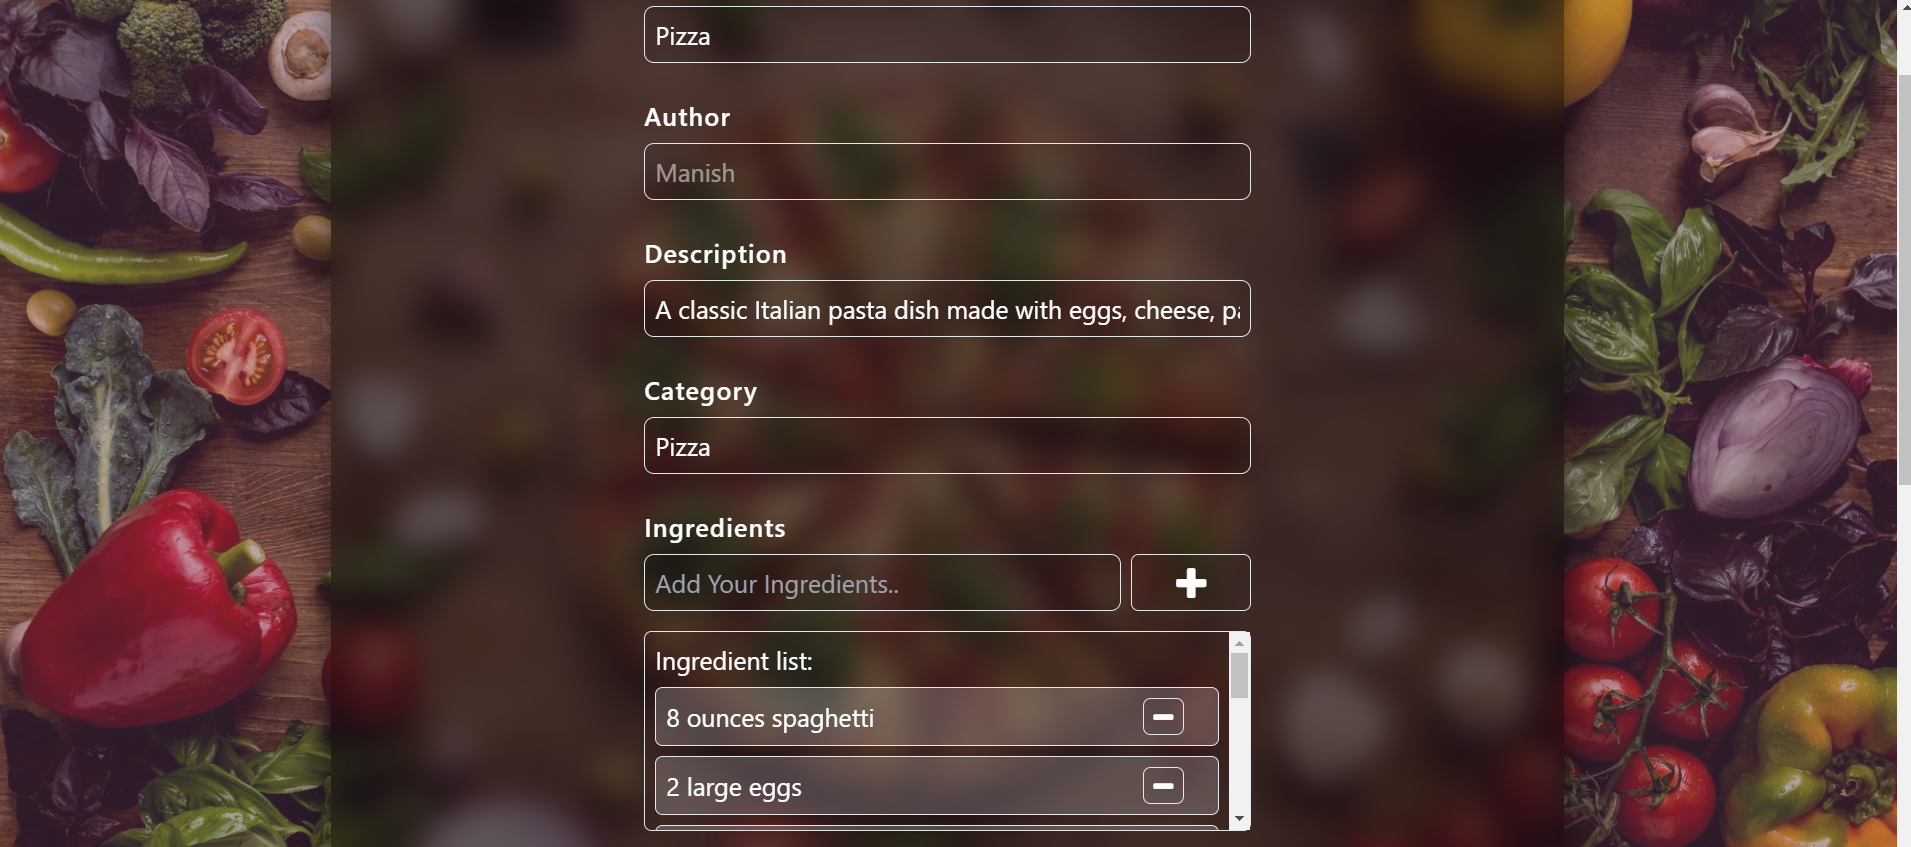 Pizza
Author
Manish
Description
A classic Italian pasta dish made with eggs, cheese,
Category
Pizza
Ingredients
Add Your Ingredients..
Ingredient list:
8 ounces spaghetti
2 large eggs